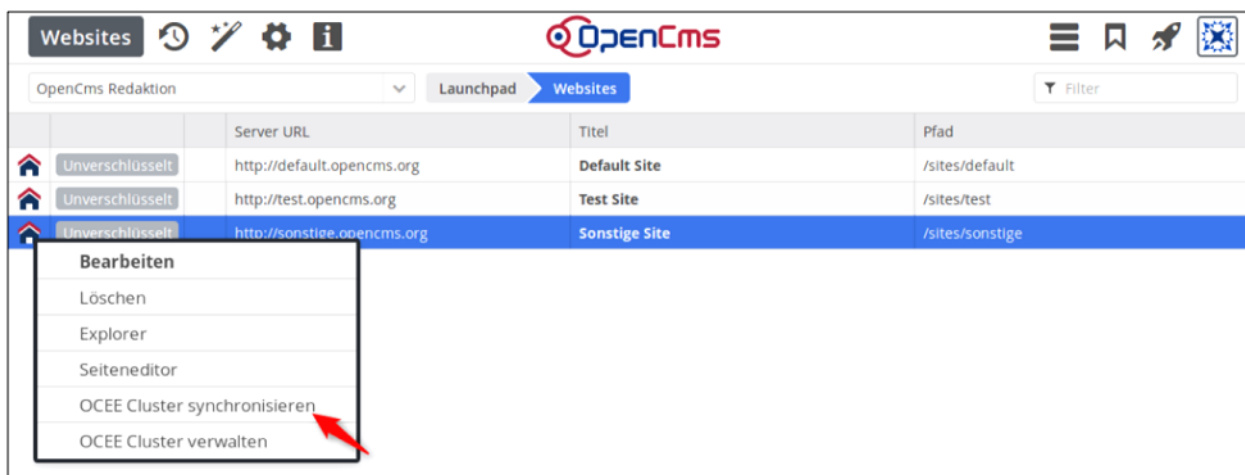 Websites OpenCms
OpenCms Redaktion Launchpad Websites Filter
Server URL Titel Pfad
Unverschlüsselt http://default.opencms.org Default Site /sites/default
Unverschlüsselt http://test.opencms.org Test Site /sites/test
Unverschlüsselt http://sonstige.opencms.org Sonstige Site /sites/sonstige
Bearbeiten
Löschen
Explorer
Seiteneditor
OCEE Cluster synchronisieren
OCEE Cluster verwalten